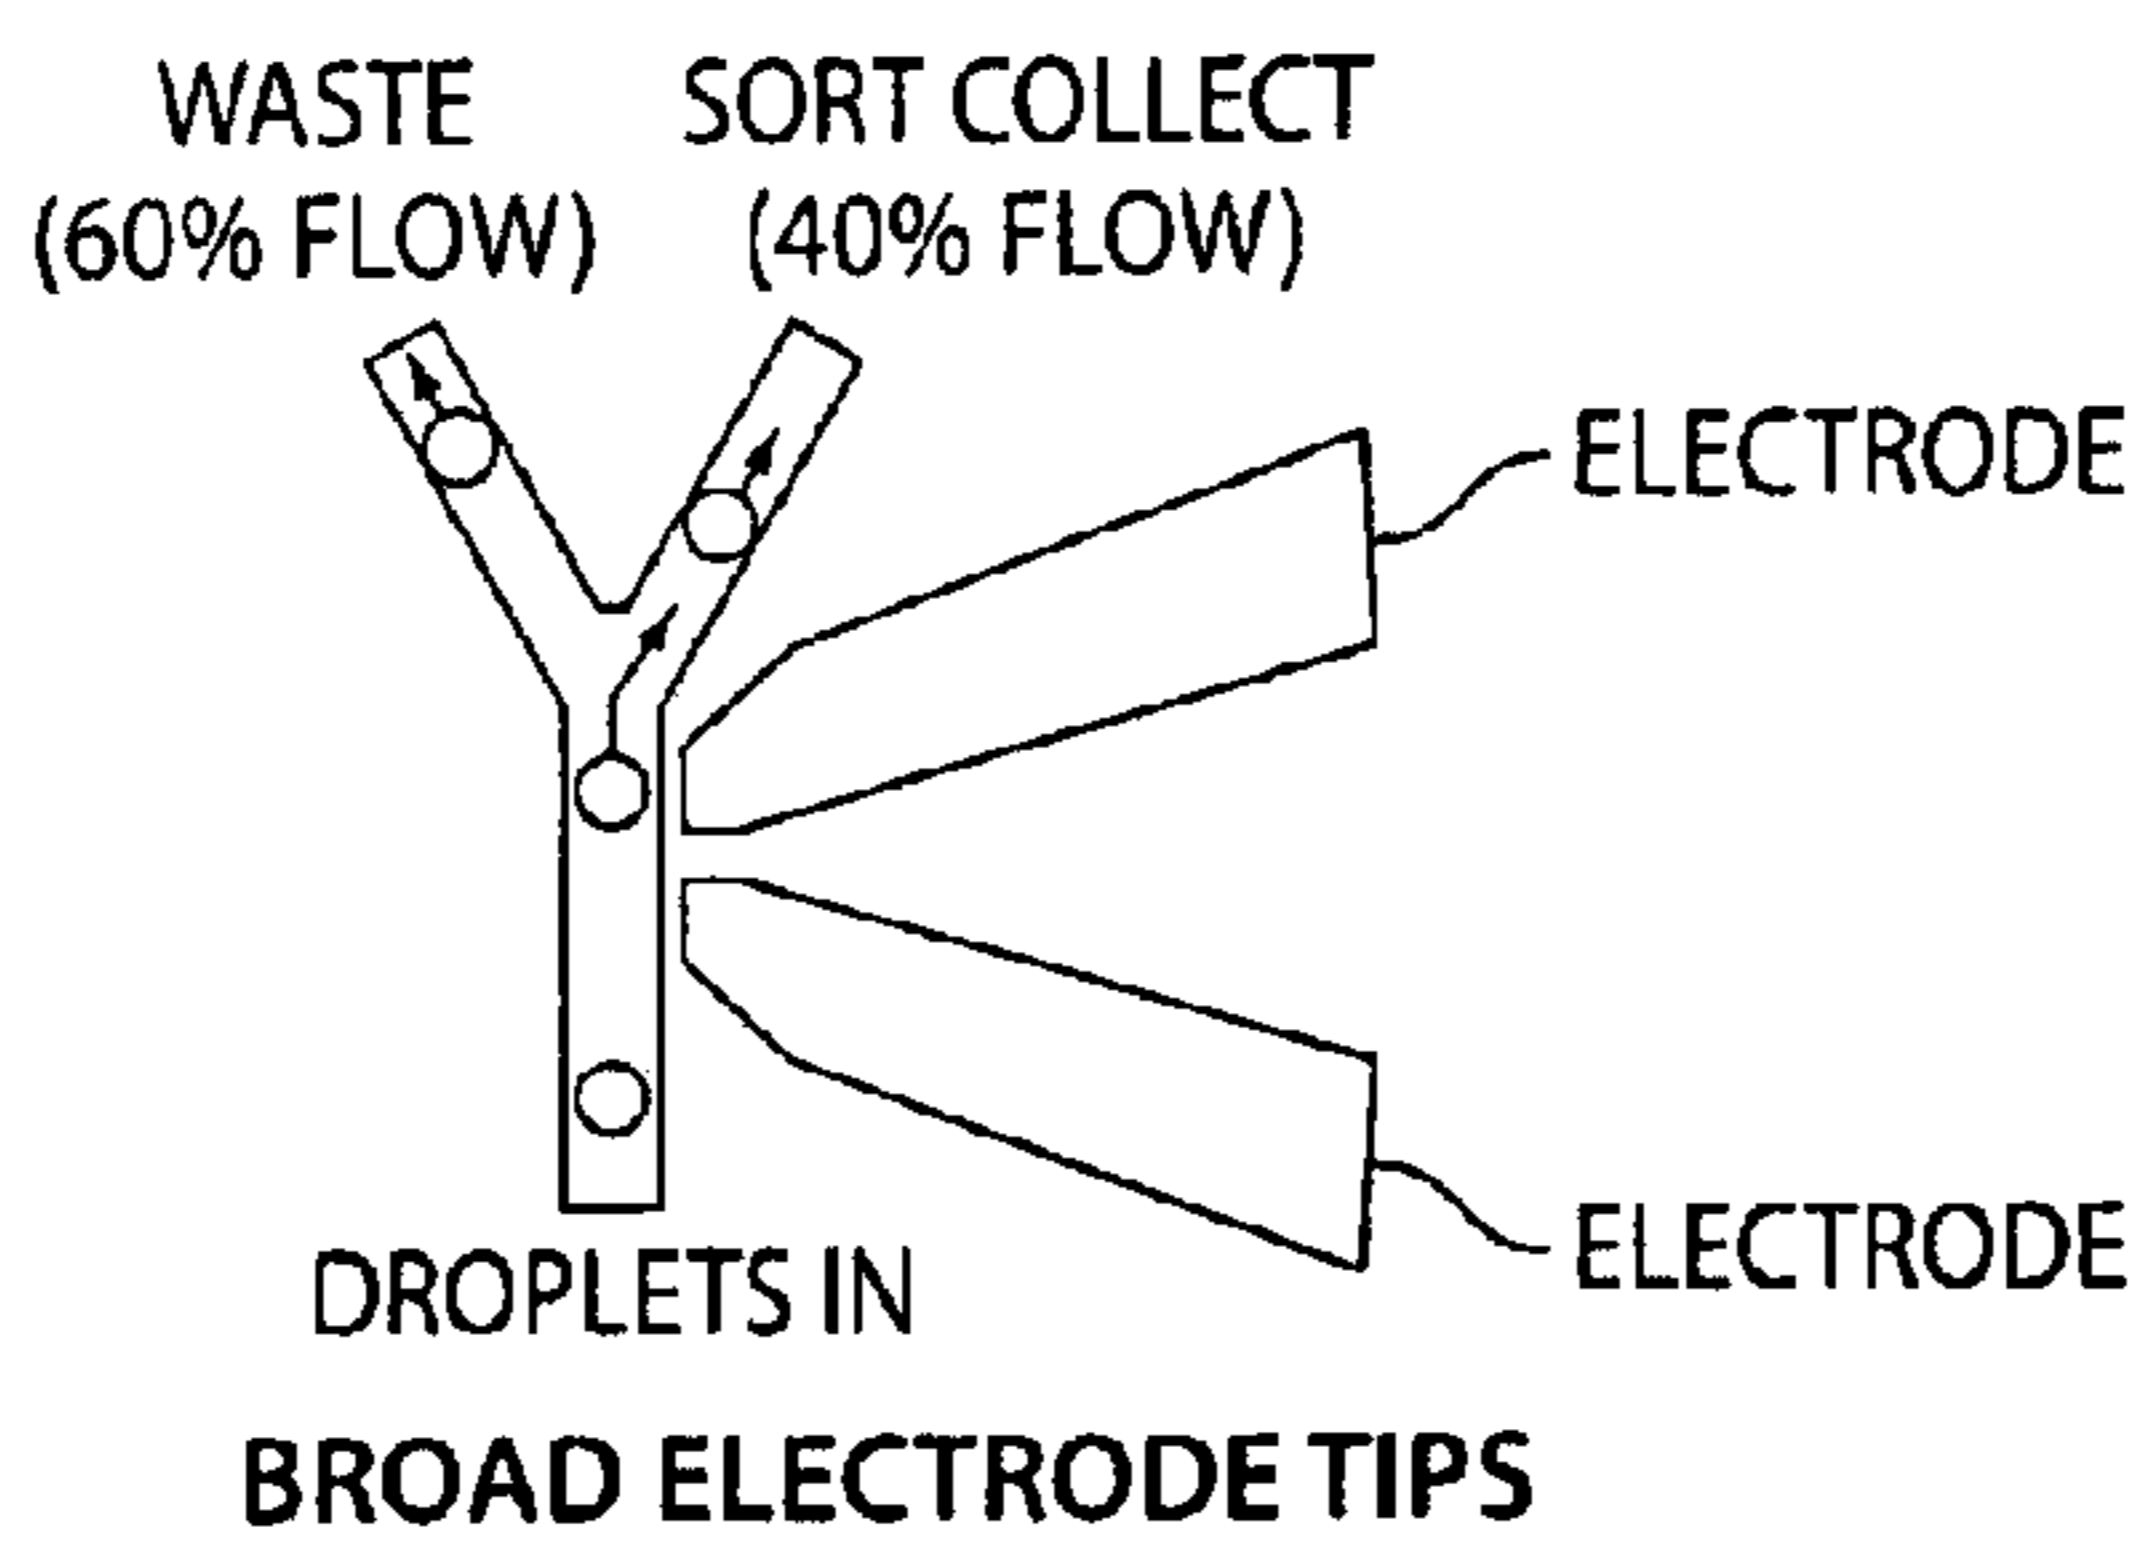 WASTE
(60% FLOW)
SORT COLLECT
(40% FLOW)
ELECTRODE
ELECTRODE
DROPLETS IN
BROAD ELECTRODE TIPS